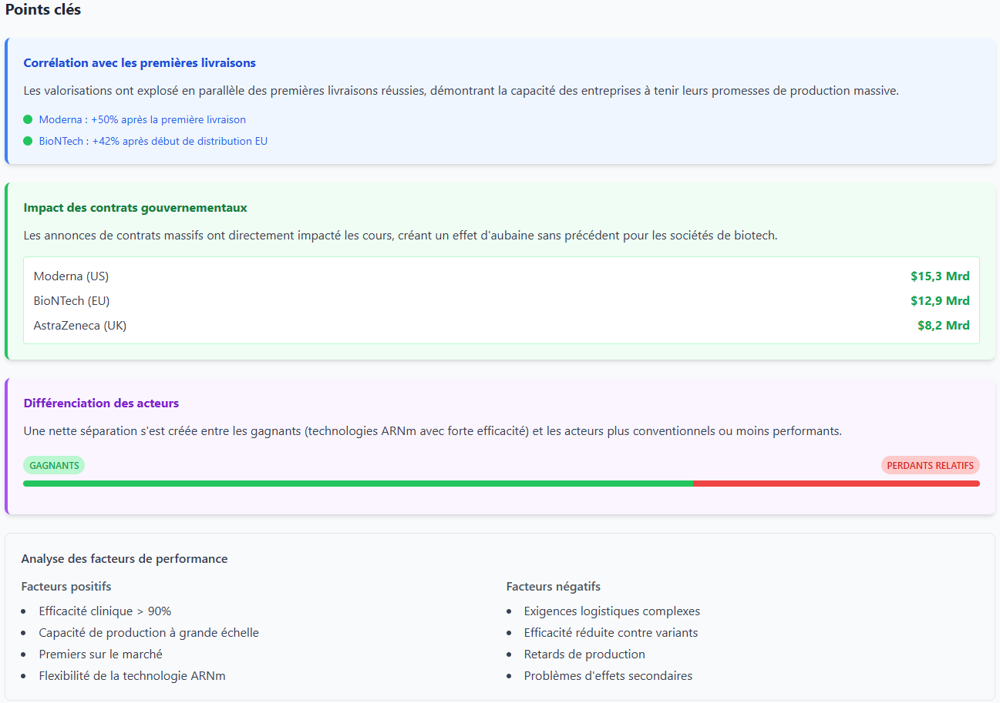 Points clés
Corrélation avec les premières livraisons
Les valorisations ont explosé en parallèle des premières livraisons réussies, démontrant la capacité des entreprises à tenir leurs promesses de production massive.
Moderna : +50% après la première livraison
BioNTech : +42% après début de distribution EU
Impact des contrats gouvernementaux
Les annonces de contrats massifs ont directement impacté les cours, créant un effet d'aubaine sans précédent pour les sociétés de biotech.
Moderna (US) $15,3 Mrd
BioNTech (EU) $12,9 Mrd
AstraZeneca (UK) $8,2 Mrd
Différenciation des acteurs
Une nette séparation s'est créée entre les gagnants (technologies ARNm avec forte efficacité) et les acteurs plus conventionnels ou moins performants.
GAGNANTS PERDANTS RELATIFS
Analyse des facteurs de performance
Facteurs positifs
• Efficacité clinique > 90%
• Capacité de production à grande échelle
• Premiers sur le marché
• Flexibilité de la technologie ARNm
Facteurs négatifs
• Exigences logistiques complexes
• Efficacité réduite contre variants
• Retards de production
• Problèmes d'effets secondaires